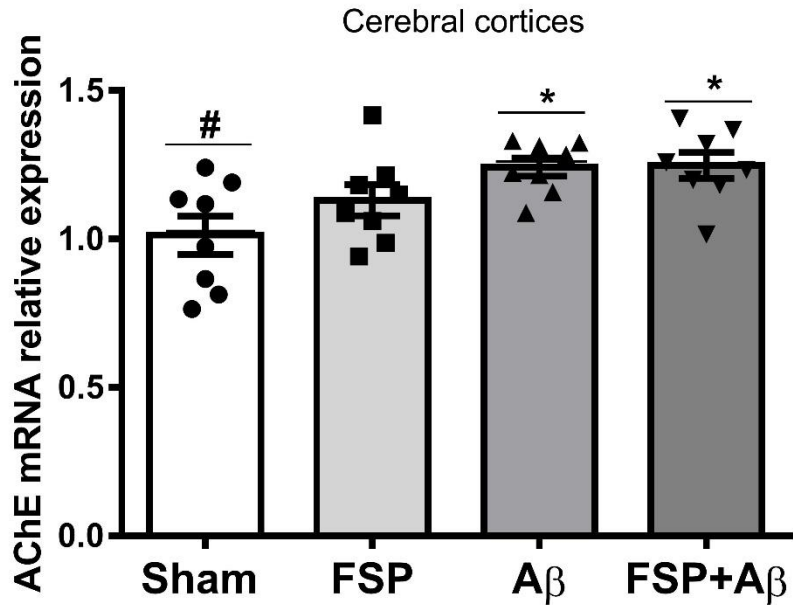 Cerebral cortices
AChE mRNA relative expression
1.5
1.0
0.5
0.0
#
*
*
Sham
FSP
Aβ
FSP+Aβ